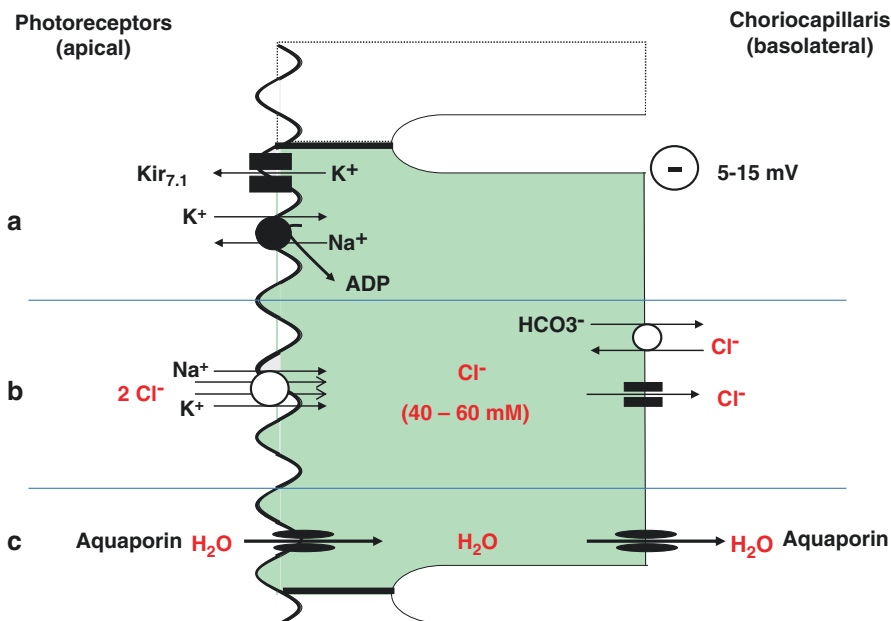 Photoreceptors
(apical)
Choriocapillaris
(basolateral)
Kir7.1
K+
-
5-15 mV
a
K+
Na+
ADP
HCO3-
Cl-
b
Na+
2 Cl-
K+
Cl-
(40 – 60 mM)
Cl-
c
Aquaporin H2O
H2O
H2O Aquaporin